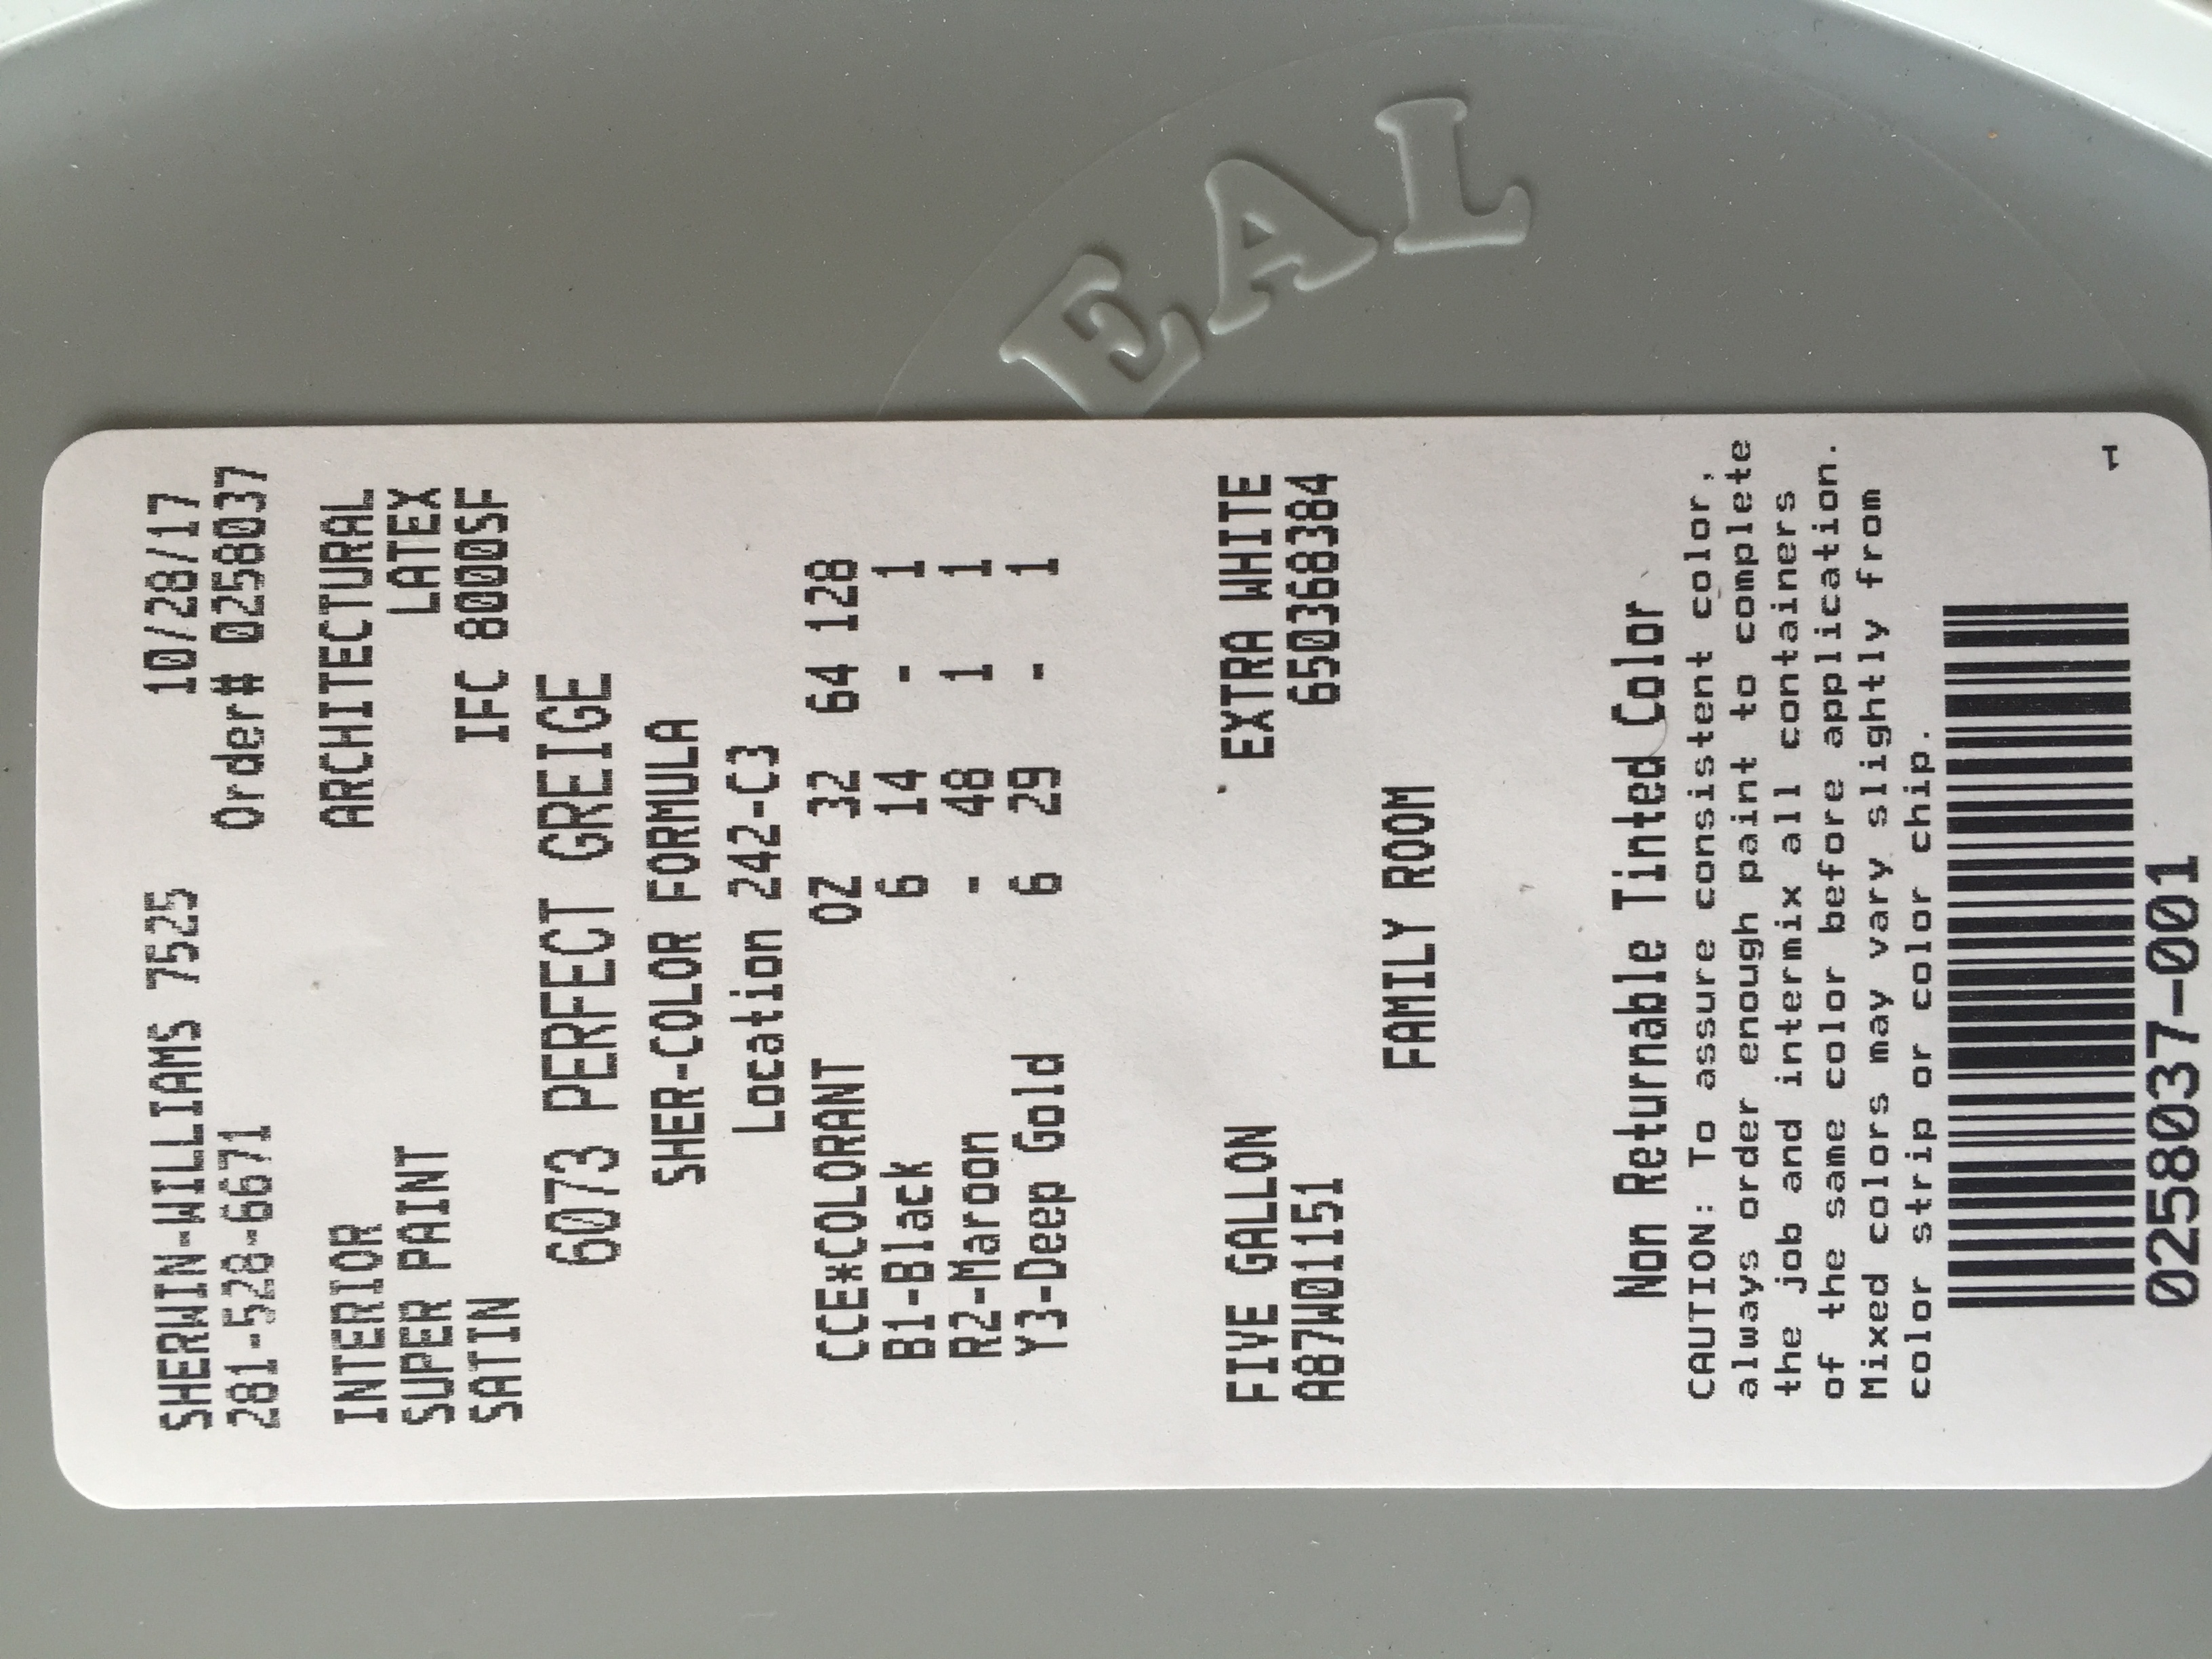 SHERWIN-WILLIAMS 7525 10/28/17
281-528-6671 Order# 0258037
INTERIOR ARCHITECTURAL
SUPER PAINT LATEX
SATIN IFC 8000SF
6073 PERFECT GREIGE
SHER-COLOR FORMULA
Location 242-C3
CCE*COLORANT OZ 32 64 128
B1-Black 6 14 - 1
R2-Maroon - 48 1 1
Y3-Deep Gold 6 29 - 1
FIVE GALLON EXTRA WHITE
A87W01151 650368384
FAMILY ROOM
Non Returnable Tinted Color
CAUTION: To assure consistent color,
always order enough paint to complete
the job and intermix all containers
of the same color before application.
Mixed colors may vary slightly from
color strip or color chip.
0258037-001
1
EAL